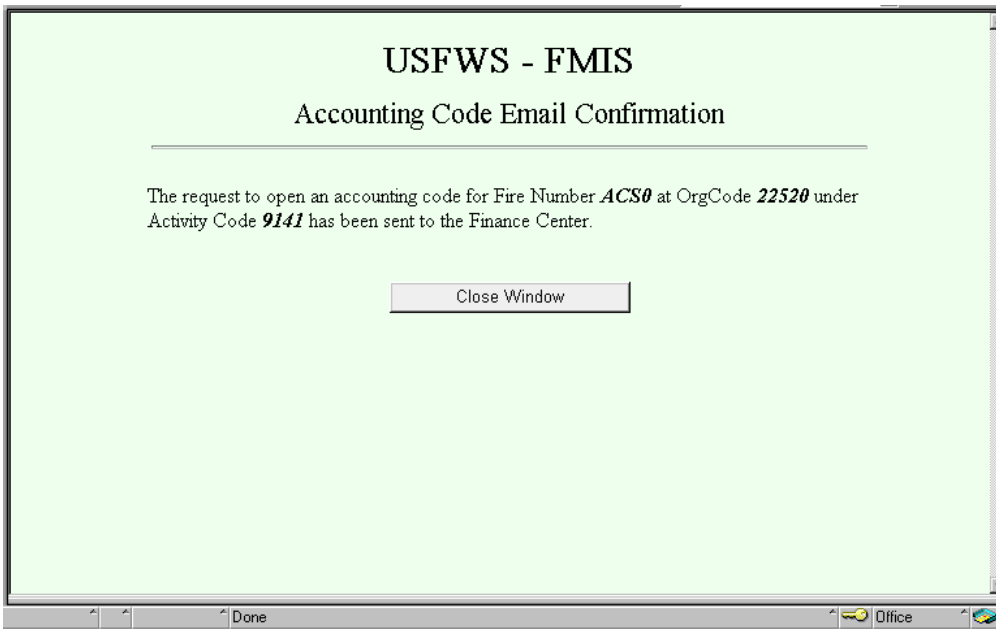 USFWS - FMIS
Accounting Code Email Confirmation
The request to open an accounting code for Fire Number ACS0 at OrgCode 22520 under
Activity Code 9141 has been sent to the Finance Center.
Close Window
Done
Office